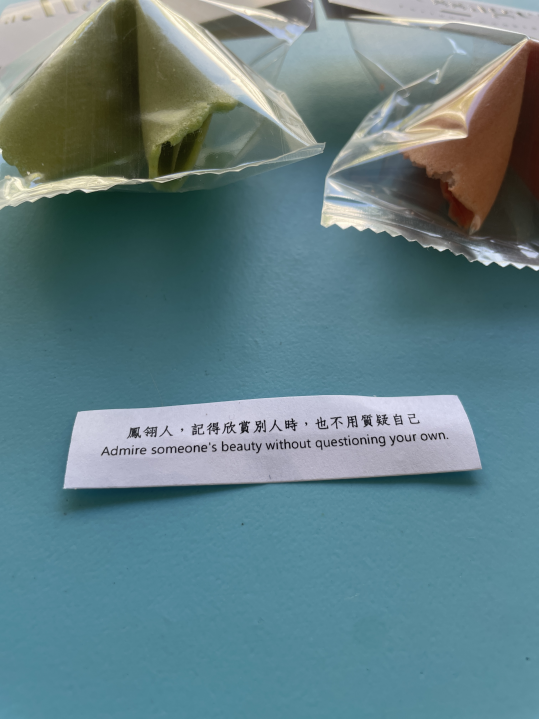 鳳翎人，記得欣賞別人時，也不用質疑自己
Admire someone's beauty without questioning your own.